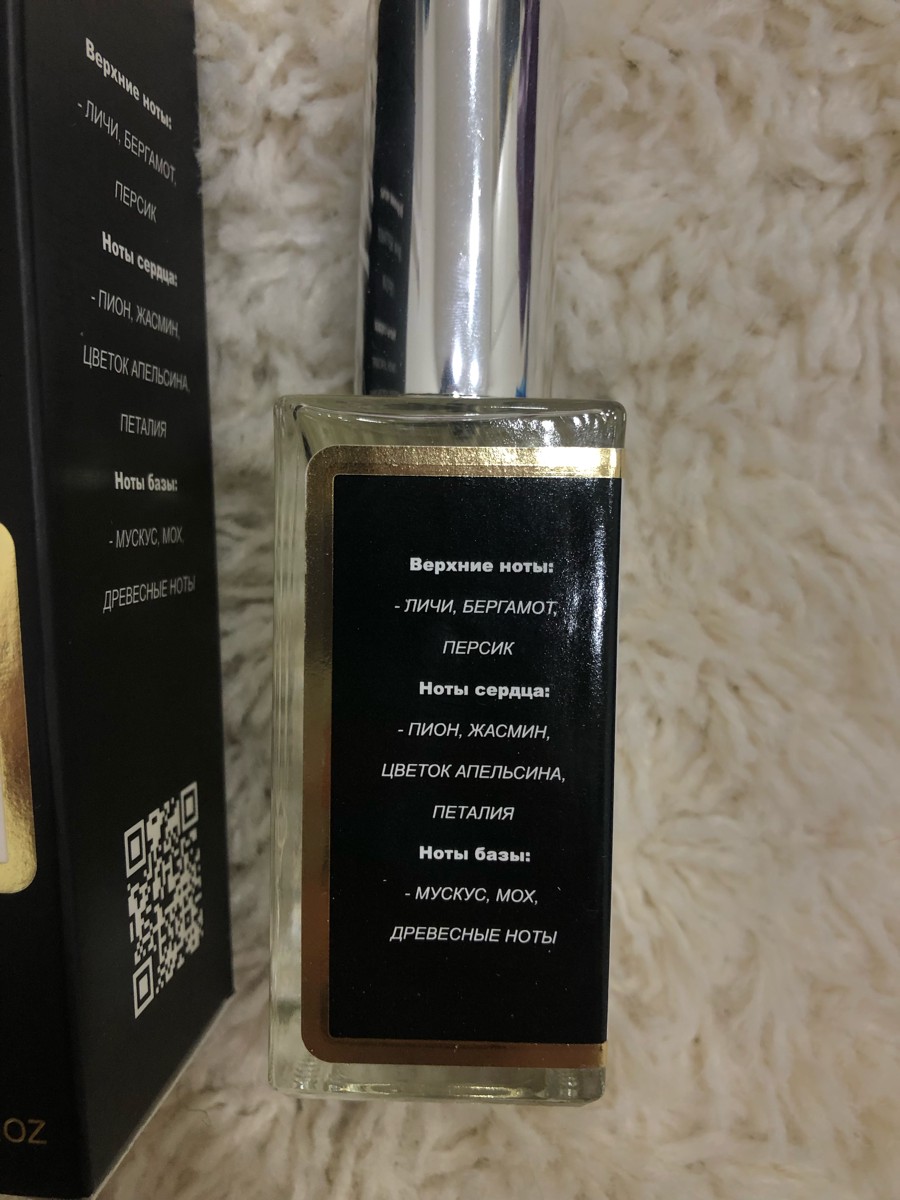 Верхние ноты:
- ЛИЧИ, БЕРГАМОТ,
ПЕРСИК
Ноты сердца:
- ПИОН, ЖАСМИН,
ЦВЕТОК АПЕЛЬСИНА,
ПЕТАЛИЯ
Ноты базы:
- МУСКУС, МОХ,
ДРЕВЕСНЫЕ НОТЫ
OZ
Верхние ноты:
- ЛИЧИ, БЕРГАМОТ,
ПЕРСИК
Ноты сердца:
- ПИОН, ЖАСМИН,
ЦВЕТОК АПЕЛЬСИНА,
ПЕТАЛИЯ
Ноты базы:
- МУСКУС, МОХ,
ДРЕВЕСНЫЕ НОТЫ